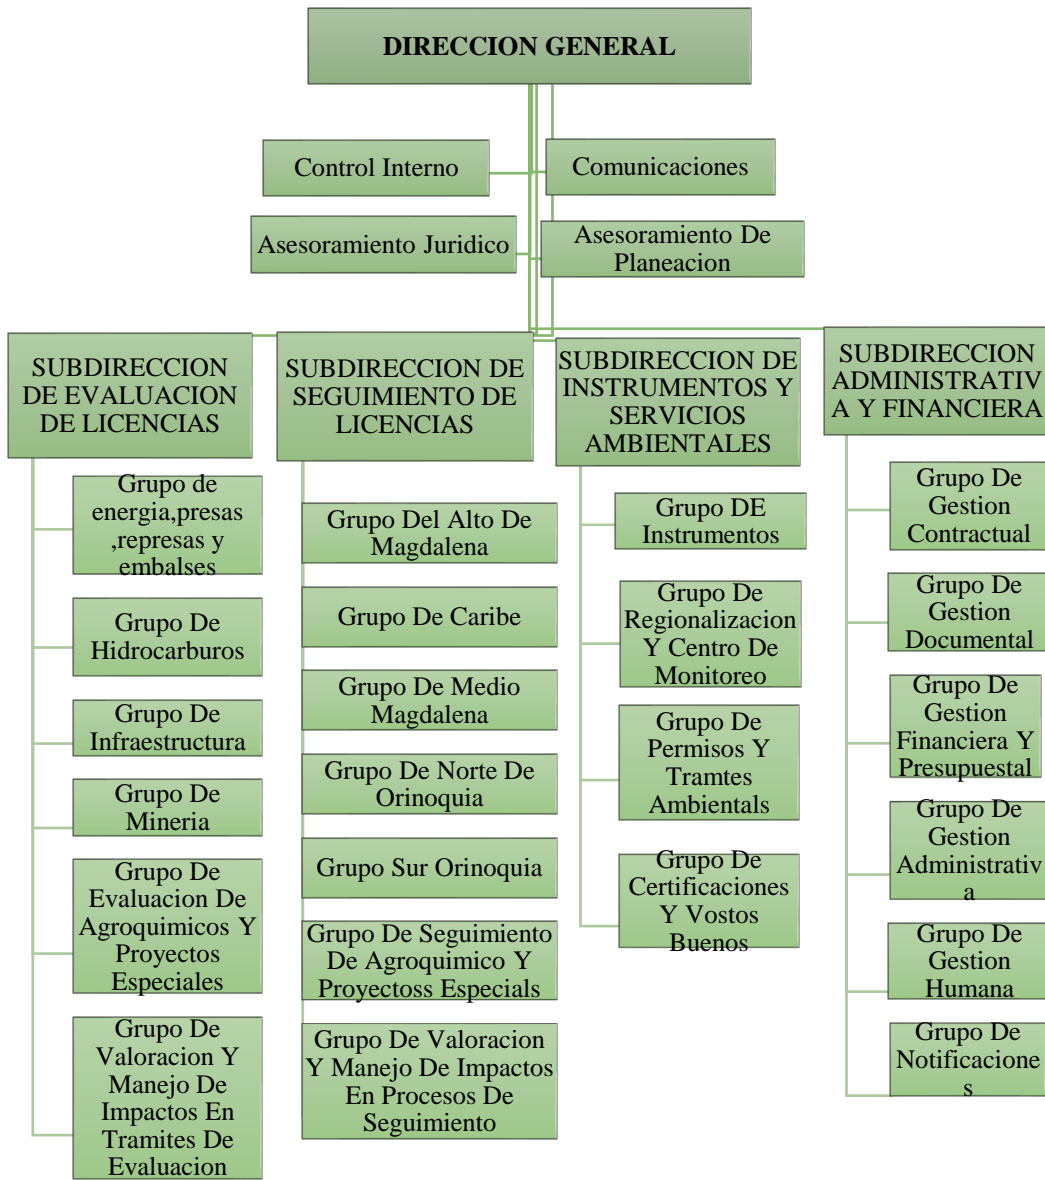 DIRECCION GENERAL
Control Interno
Comunicaciones
Asesoramiento Juridico
Asesoramiento De
Planeacion
SUBDIRECCION
DE EVALUACION
DE LICENCIAS
Grupo de
energia,presas
,represas y
embalses
Grupo De
Hidrocarburos
Grupo De
Infraestructura
Grupo De
Mineria
Grupo De
Evaluacion De
Agroquimicos Y
Proyectos
Especiales
Grupo De
Valoracion Y
Manejo De
Impactos En
Tramites De
Evaluacion
SUBDIRECCION DE
SEGUIMIENTO DE
LICENCIAS
Grupo Del Alto De
Magdalena
Grupo De Caribe
Grupo De Medio
Magdalena
Grupo De Norte De
Orinoquia
Grupo Sur Orinoquia
Grupo De Seguimiento
De Agroquimico Y
Proyectoss Especials
Grupo De Valoracion
Y Manejo De Impactos
En Procesos De
Seguimiento
SUBDIRECCION DE
INSTRUMENTOS Y
SERVICIOS
AMBIENTALES
Grupo DE
Instrumentos
Grupo De
Regionalizacion
Y Centro De
Monitoreo
Grupo De
Permisos Y
Tramtes
Ambientals
Grupo De
Certificaciones
Y Vostos
Buenos
SUBDIRECCION
ADMINISTRATIV
A Y FINANCIERA
Grupo De
Gestion
Contractual
Grupo De
Gestion
Documental
Grupo De
Gestion
Financiera Y
Presupuestal
Grupo De
Gestion
Administrativ
a
Grupo De
Gestion
Humana
Grupo De
Notificacione
s